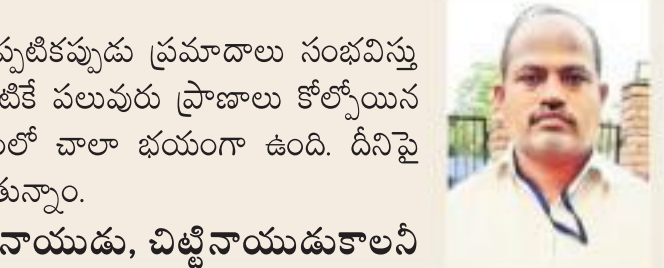 ప్పటికప్పుడు ప్రమాదాలు సంభవిస్తు
టికే పలువురు ప్రాణాలు కోల్పోయిన
లో చాలా భయంగా ఉంది. దీనిపై
తున్నాం.
నాయుడు, చిట్టినాయుడుకాలనీ